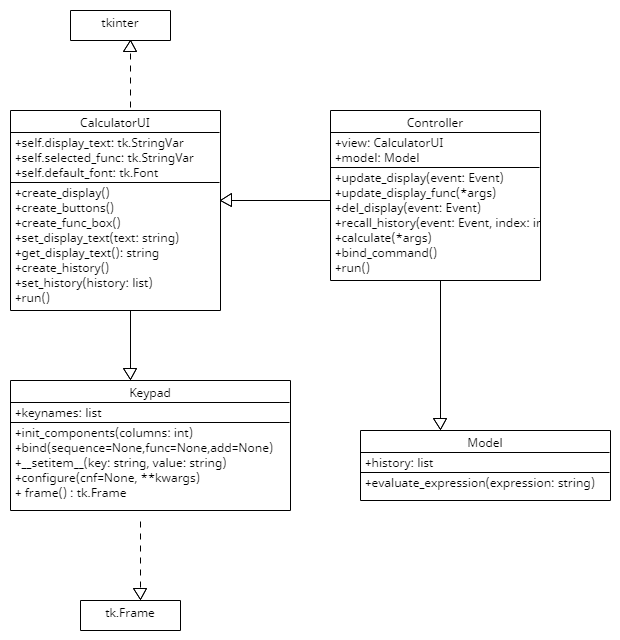 tkinter
CalculatorUI
+self.display_text: tk.StringVar
+self.selected_func: tk.StringVar
+self.default_font: tk.Font
+create_display()
+create_buttons()
+create_func_box()
+set_display_text(text: string)
+get_display_text(): string
+create_history()
+set_history(history: list)
+run()
Controller
+view: CalculatorUI
+model: Model
+update_display(event: Event)
+update_display_func(*args)
+del_display(event: Event)
+recall_history(event: Event, index: in
+calculate(*args)
+bind_command()
+run()
Keypad
+keynames: list
+init_components(columns: int)
+bind(sequence=None,func=None,add=None)
+__setitem__(key: string, value: string)
+configure(cnf=None, **kwargs)
+ frame() : tk.Frame
Model
+history: list
+evaluate_expression(expression: string)
tk.Frame